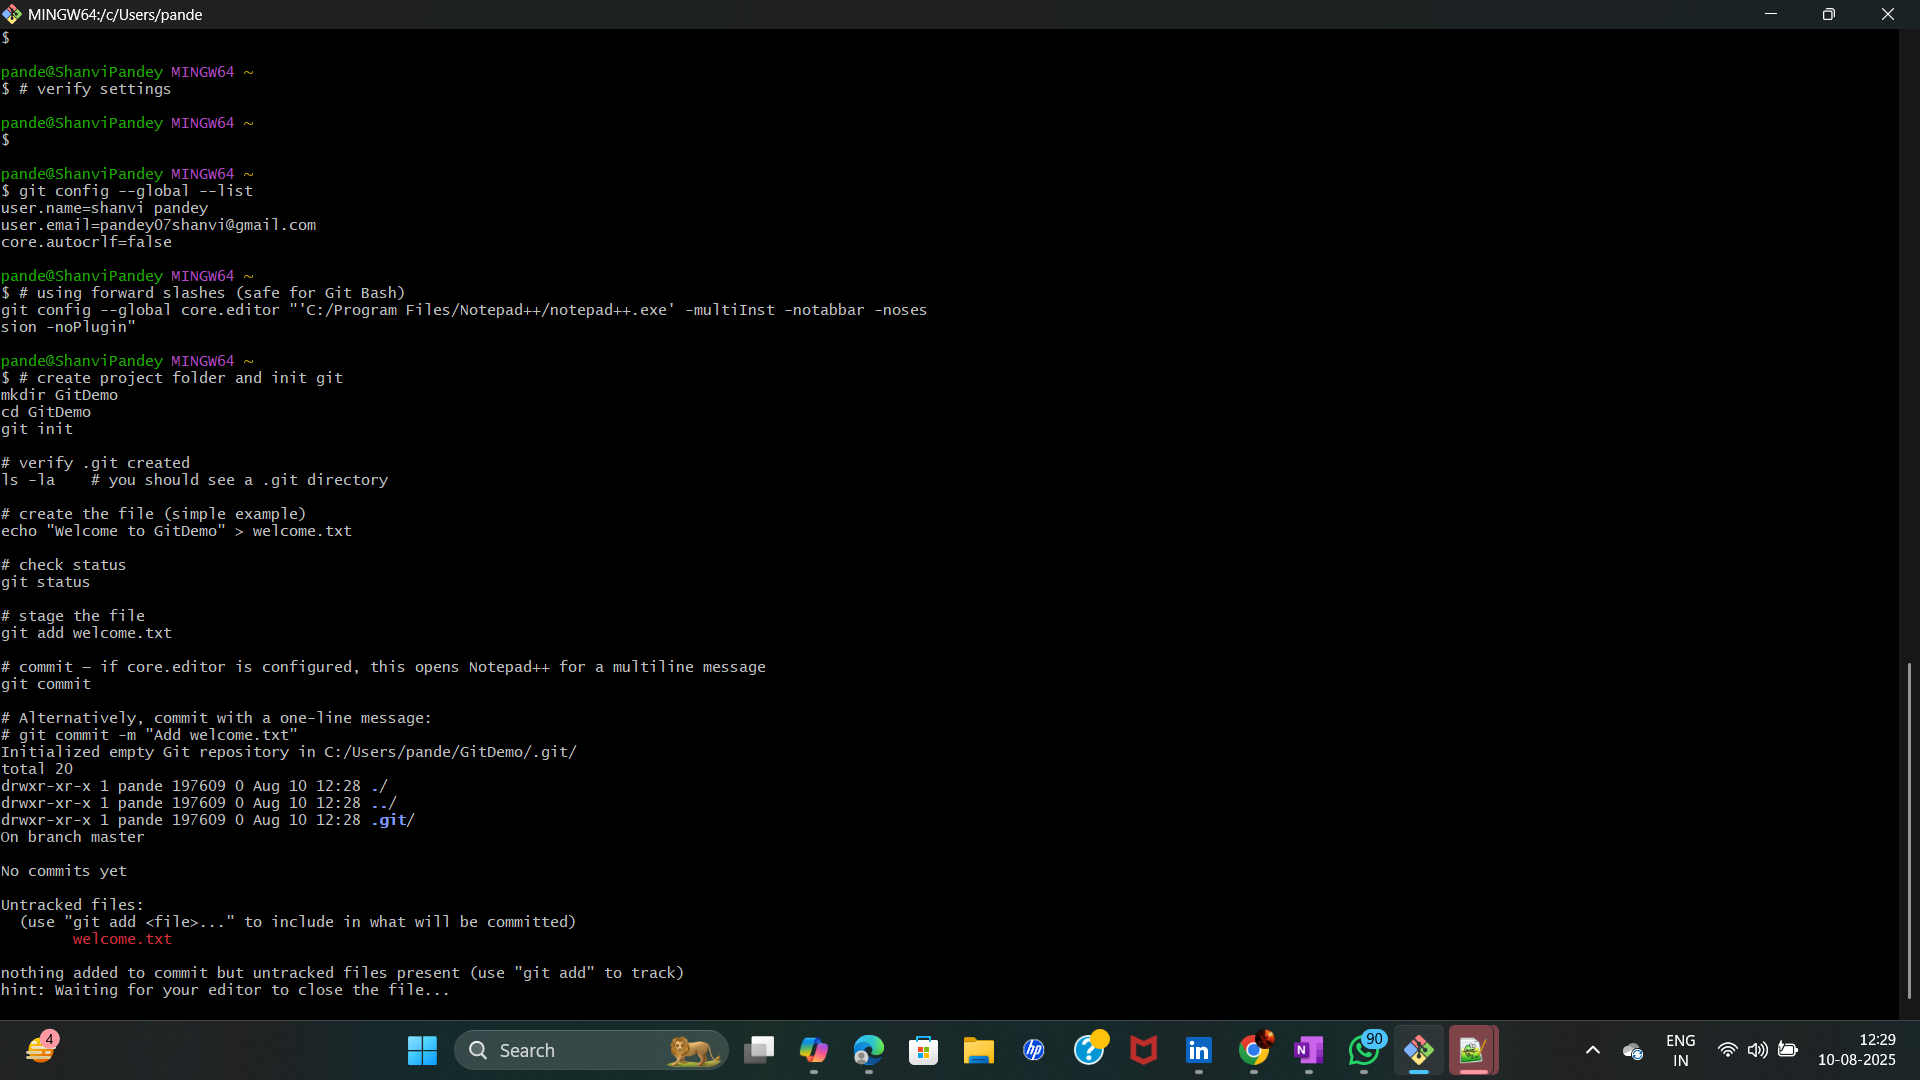 MINGW64:/c/Users/pande
$
pande@ShanviPandey MINGW64 ~
$ # verify settings
pande@ShanviPandey MINGW64 ~
$
pande@ShanviPandey MINGW64 ~
$ git config --global --list
user.name=shanvi pandey
user.email=pandey07shanvi@gmail.com
core.autocrlf=false
pande@ShanviPandey MINGW64 ~
$ # using forward slashes (safe for Git Bash)
git config --global core.editor "'C:/Program Files/Notepad++/notepad++.exe' -multiInst -notabbar -noses
sion -noPlugin"
pande@ShanviPandey MINGW64 ~
$ # create project folder and init git
mkdir GitDemo
cd GitDemo
git init
# verify .git created
ls -la    # you should see a .git directory
# create the file (simple example)
echo "Welcome to GitDemo" > welcome.txt
# check status
git status
# stage the file
git add welcome.txt
# commit – if core.editor is configured, this opens Notepad++ for a multiline message
git commit
# Alternatively, commit with a one-line message:
# git commit -m "Add welcome.txt"
Initialized empty Git repository in C:/Users/pande/GitDemo/.git/
total 20
drwxr-xr-x 1 pande 197609 0 Aug 10 12:28 ./
drwxr-xr-x 1 pande 197609 0 Aug 10 12:28 ../
drwxr-xr-x 1 pande 197609 0 Aug 10 12:28 .git/
On branch master
No commits yet
Untracked files:
  (use "git add <file>..." to include in what will be committed)
        welcome.txt
nothing added to commit but untracked files present (use "git add" to track)
hint: Waiting for your editor to close the file...
4
Search
hp
?
in
N
90
ENG
IN
12:29
10-08-2025